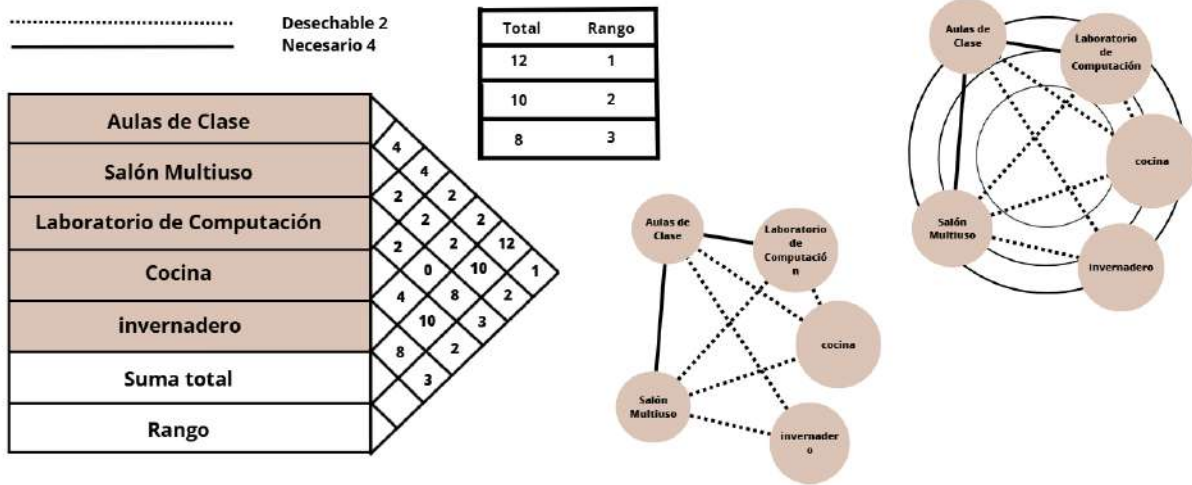 Desechable 2
Necesario 4
Total Rango
12 1
10 2
8 3
Aulas de Clase
Salón Multiuso
Laboratorio de Computación
Cocina
invernadero
Suma total
Rango
4
4
2 2
2 2
2 12
2 10 1
0 2
4 8
10 3
8 2
3
Aulas de
Clase
Laboratorio
de
Computació
n
cocina
Salón
Multiuso
invernader
o
Aulas de
Clase
Laboratorio
de
Computación
cocina
Salón
Multiuso
invernadero